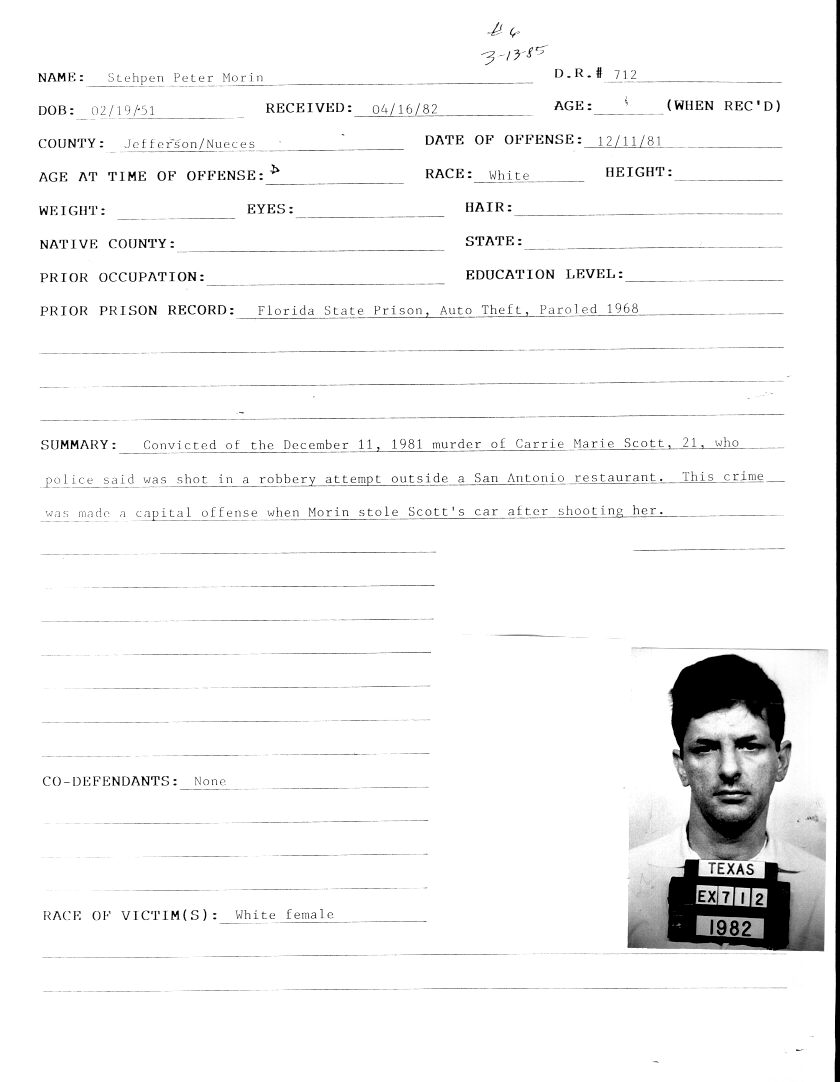 # 6
3-13-85
NAME: Stehpen Peter Morin D.R.# 712
DOB: 02/19/51 RECEIVED: 04/16/82 AGE: (WHEN REC'D)
COUNTY: Jefferson/Nueces DATE OF OFFENSE: 12/11/81
AGE AT TIME OF OFFENSE: RACE: White HEIGHT:
WEIGHT: EYES: HAIR:
NATIVE COUNTY: STATE:
PRIOR OCCUPATION: EDUCATION LEVEL:
PRIOR PRISON RECORD: Florida State Prison, Auto Theft, Paroled 1968
SUMMARY: Convicted of the December 11, 1981 murder of Carrie Marie Scott, 21, who
police said was shot in a robbery attempt outside a San Antonio restaurant. This crime
was made a capital offense when Morin stole Scott's car after shooting her.
CO-DEFENDANTS: None
TEXAS
EX 7 1 2
1982
RACE OF VICTIM(S): White female